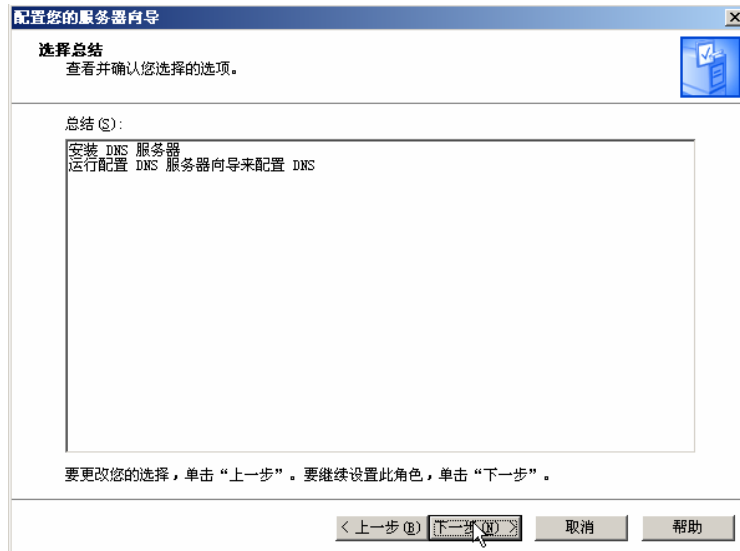 配置您的服务器向导
选择总结
查看并确认您选择的选项。
总结(S):
安装 DNS 服务器
运行配置 DNS 服务器向导来配置 DNS
要更改您的选择，单击“上一步”。要继续设置此角色，单击“下一步”。
< 上一步(B) 下一步(N) > 取消 帮助